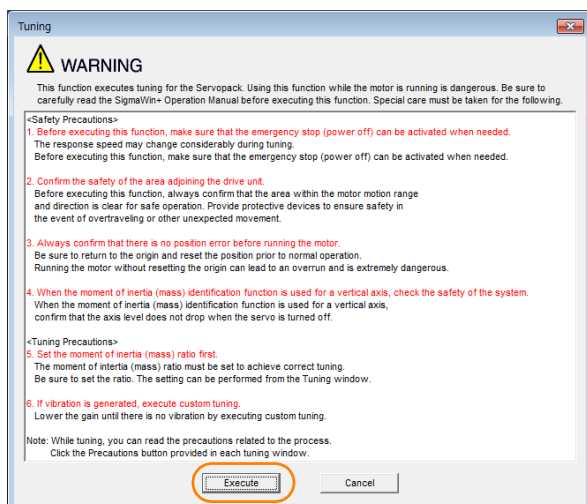 Tuning
WARNING
This function executes tuning for the Servopack. Using this function while the motor is running is dangerous. Be sure to
carefully read the SigmaWin+ Operation Manual before executing this function. Special care must be taken for the following.
<Safety Precautions>
1. Before executing this function, make sure that the emergency stop (power off) can be activated when needed.
The response speed may change considerably during tuning.
Before executing this function, make sure that the emergency stop (power off) can be activated when needed.
2. Confirm the safety of the area adjoining the drive unit.
Before executing this function, always confirm that the area within the motor motion range
and direction is clear for safe operation. Provide protective devices to ensure safety in
the event of overtraveling or other unexpected movement.
3. Always confirm that there is no position error before running the motor.
Be sure to return to the origin and reset the position prior to normal operation.
Running the motor without resetting the origin can lead to an overrun and is extremely dangerous.
4. When the moment of inertia (mass) identification function is used for a vertical axis, check the safety of the system.
When the moment of inertia (mass) identification function is used for a vertical axis,
confirm that the axis level does not drop when the servo is turned off.
<Tuning Precautions>
5. Set the moment of inertia (mass) ratio first.
The moment of intertia (mass) ratio must be set to achieve correct tuning.
Be sure to set the ratio. The setting can be performed from the Tuning window.
6. If vibration is generated, execute custom tuning.
Lower the gain until there is no vibration by executing custom tuning.
Note: While tuning, you can read the precautions related to the process.
Click the Precautions button provided in each tuning window.
Execute
Cancel